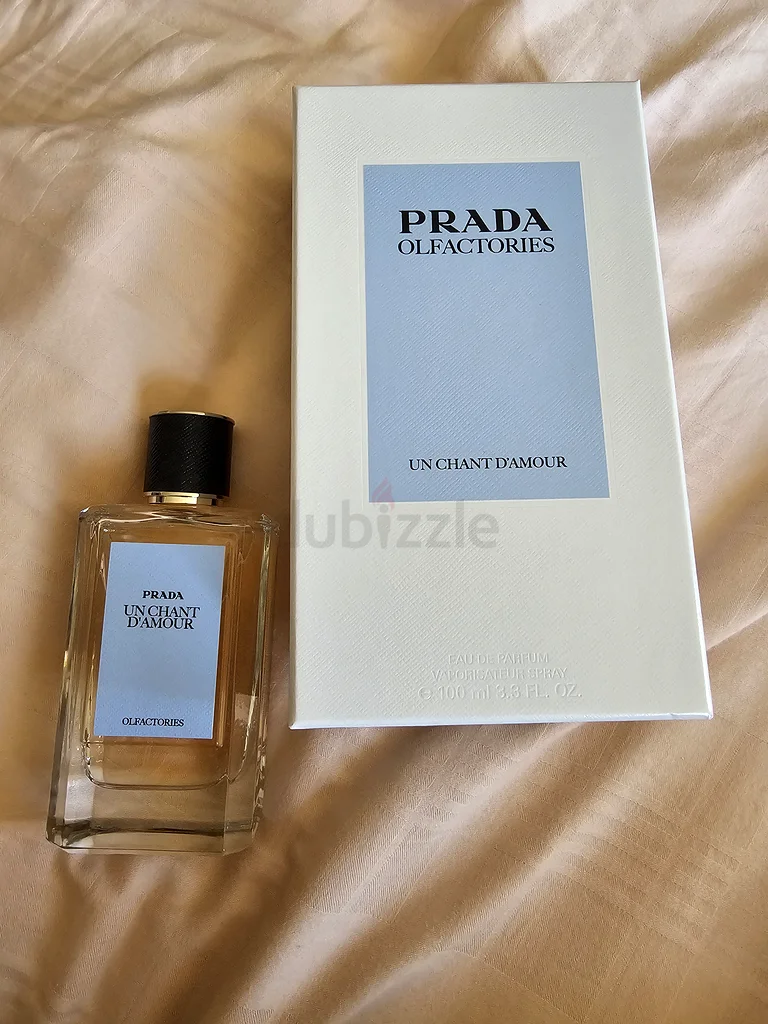 PRADA
OLFACTORIES
UN CHANT D'AMOUR
EAU DE PARFUM
VAPORISATEUR SPRAY
e 100 ml 3.3 FL. OZ.
PRADA
UN CHANT
D'AMOUR
OLFACTORIES
dubizzle